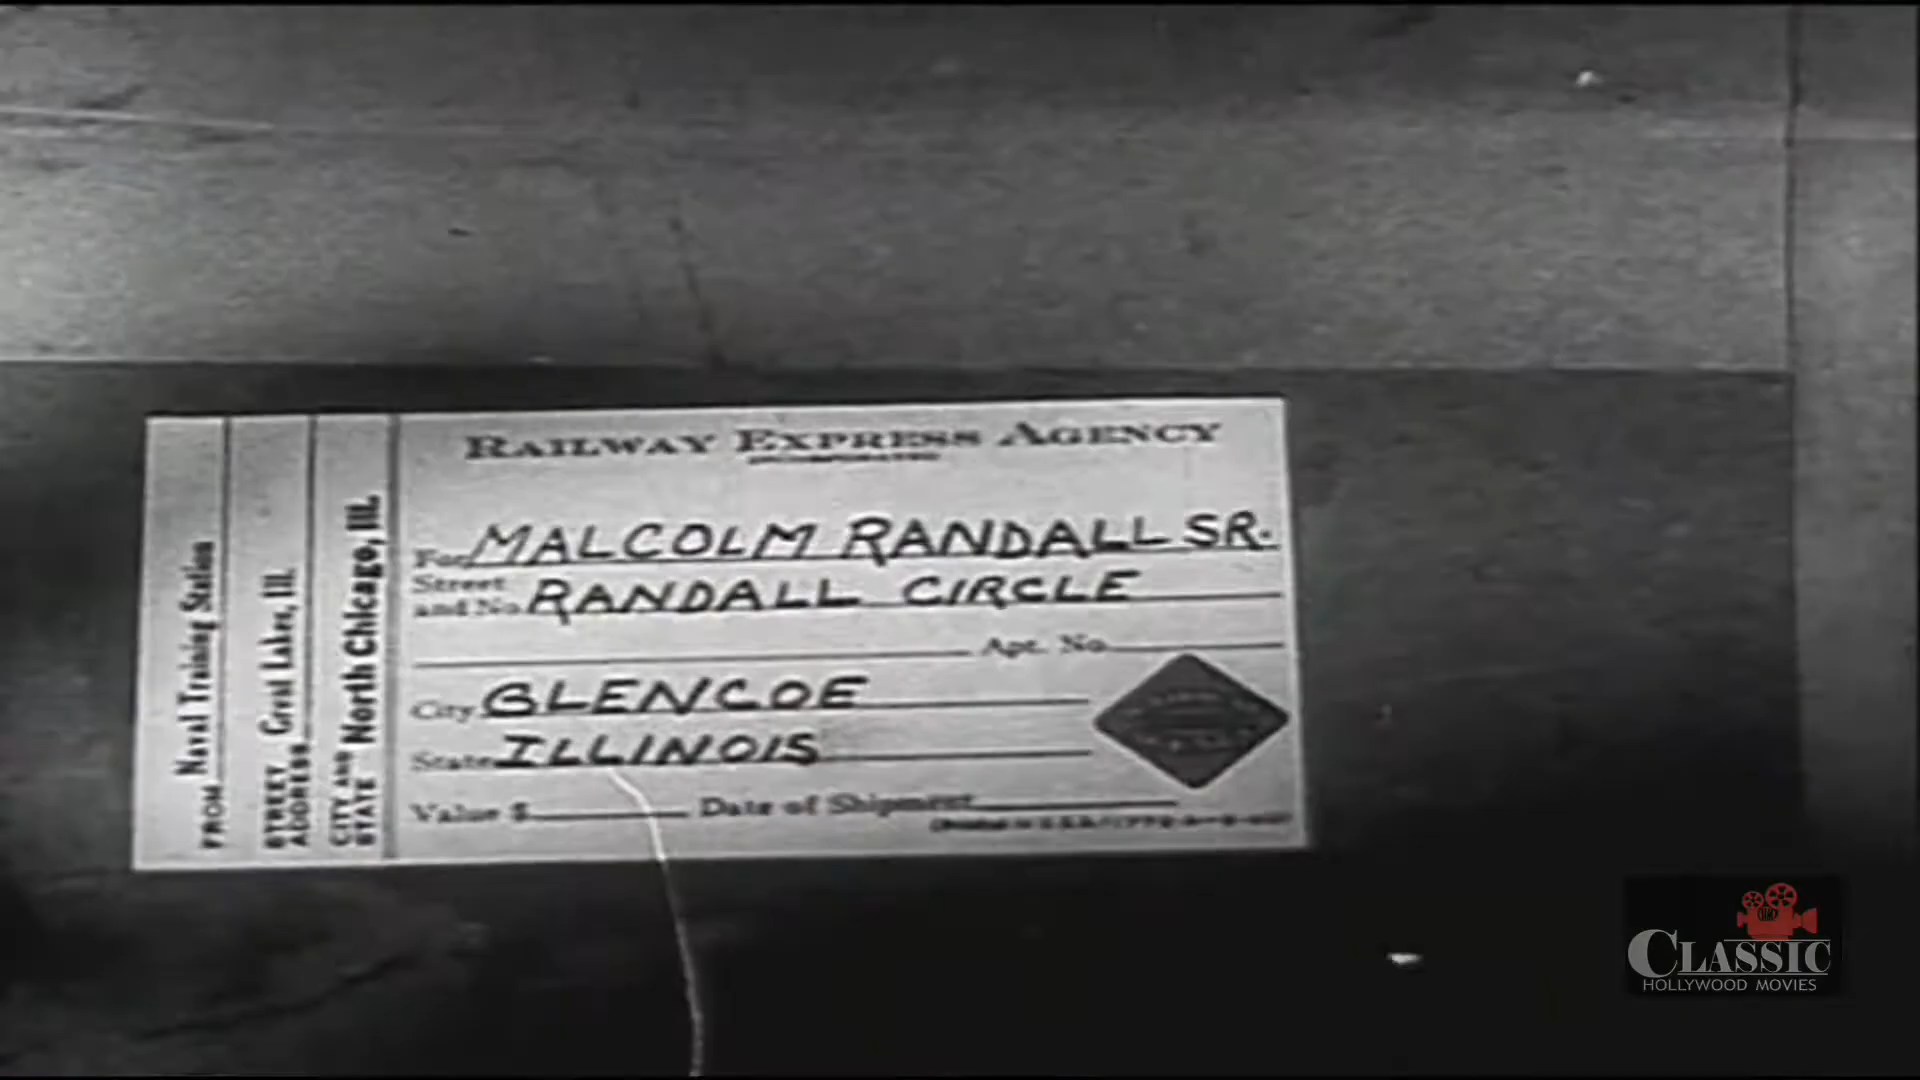 RAILWAY EXPRESS AGENCY
INCORPORATED
For MALCOLM RANDALL SR.
Street and No. RANDALL CIRCLE
Apt. No.
City GLENCOE
State ILLINOIS
Value $ Date of Shipment
FROM Naval Training Station
STREET ADDRESS Great Lakes, Ill.
CITY AND STATE North Chicago, Ill.
CLASSIC
HOLLYWOOD MOVIES